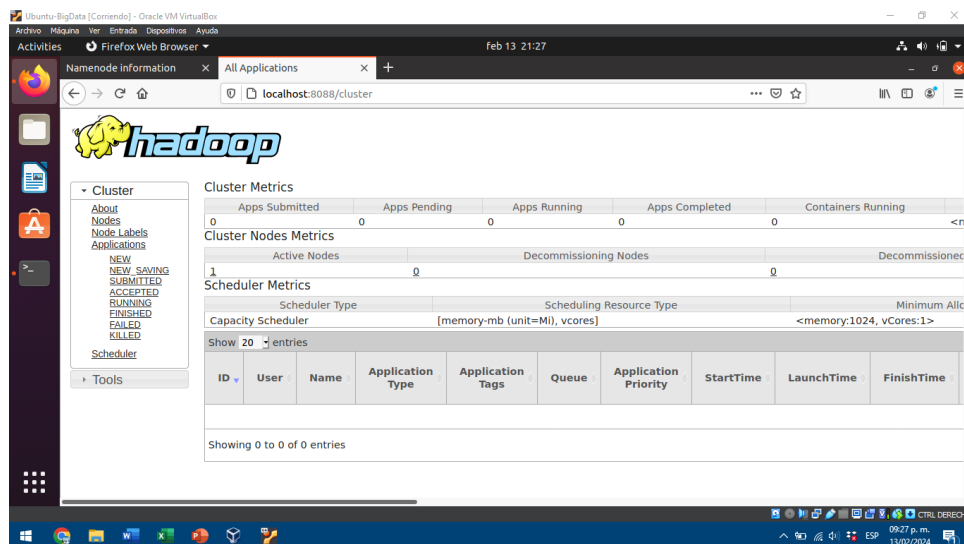 Ubuntu-BigData [Corriendo] - Oracle VM VirtualBox
Archivo Máquina Ver Entrada Dispositivos Ayuda
Activities Firefox Web Browser feb 13 21:27
Namenode information × All Applications × +
localhost:8088/cluster
hadoop
Cluster
About
Nodes
Node Labels
Applications
NEW
NEW_SAVING
SUBMITTED
ACCEPTED
RUNNING
FINISHED
FAILED
KILLED
Scheduler
Tools
Cluster Metrics
Apps Submitted Apps Pending Apps Running Apps Completed Containers Running
0 0 0 0 0 <m
Cluster Nodes Metrics
Active Nodes Decommissioning Nodes Decommissioned
1 0 0
Scheduler Metrics
Scheduler Type Scheduling Resource Type Minimum Allo
Capacity Scheduler [memory-mb (unit=Mi), vcores] <memory:1024, vCores:1>
Show 20 entries
ID User Name Application Type Application Tags Queue Application Priority StartTime LaunchTime FinishTime
Showing 0 to 0 of 0 entries
CTRL DERECH
ESP 09:27 p. m.
13/02/2024